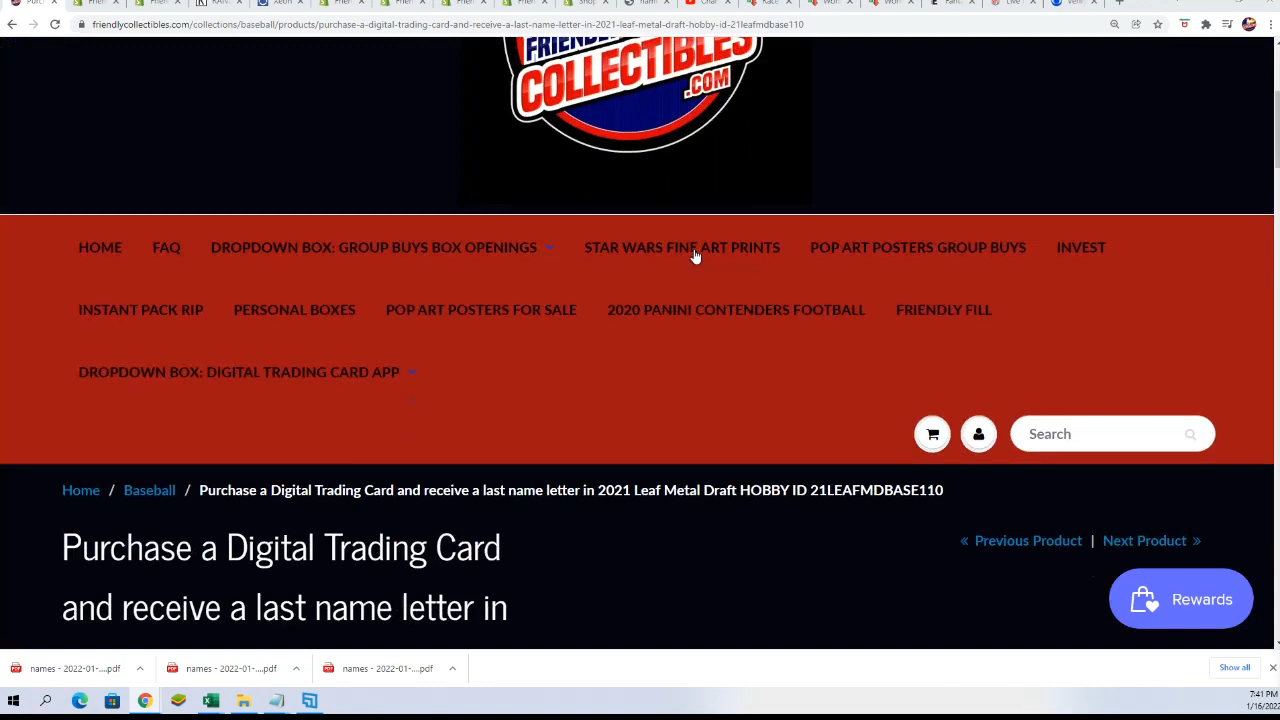 friendlycollectibles.com/collections/baseball/products/purchase-a-digital-trading-card-and-receive-a-last-name-letter-in-2021-leaf-metal-draft-hobby-id-21leafmdbase110
COLLECTIBLES
.COM
HOME FAQ DROPDOWN BOX: GROUP BUYS BOX OPENINGS STAR WARS FINE ART PRINTS POP ART POSTERS GROUP BUYS INVEST
INSTANT PACK RIP PERSONAL BOXES POP ART POSTERS FOR SALE 2020 PANINI CONTENDERS FOOTBALL FRIENDLY FILL
DROPDOWN BOX: DIGITAL TRADING CARD APP
Search
Home / Baseball / Purchase a Digital Trading Card and receive a last name letter in 2021 Leaf Metal Draft HOBBY ID 21LEAFMDBASE110
Purchase a Digital Trading Card
and receive a last name letter in
« Previous Product | Next Product »
Rewards
names - 2022-01-....pdf names - 2022-01-....pdf names - 2022-01-....pdf Show all
7:41 PM
1/16/2022